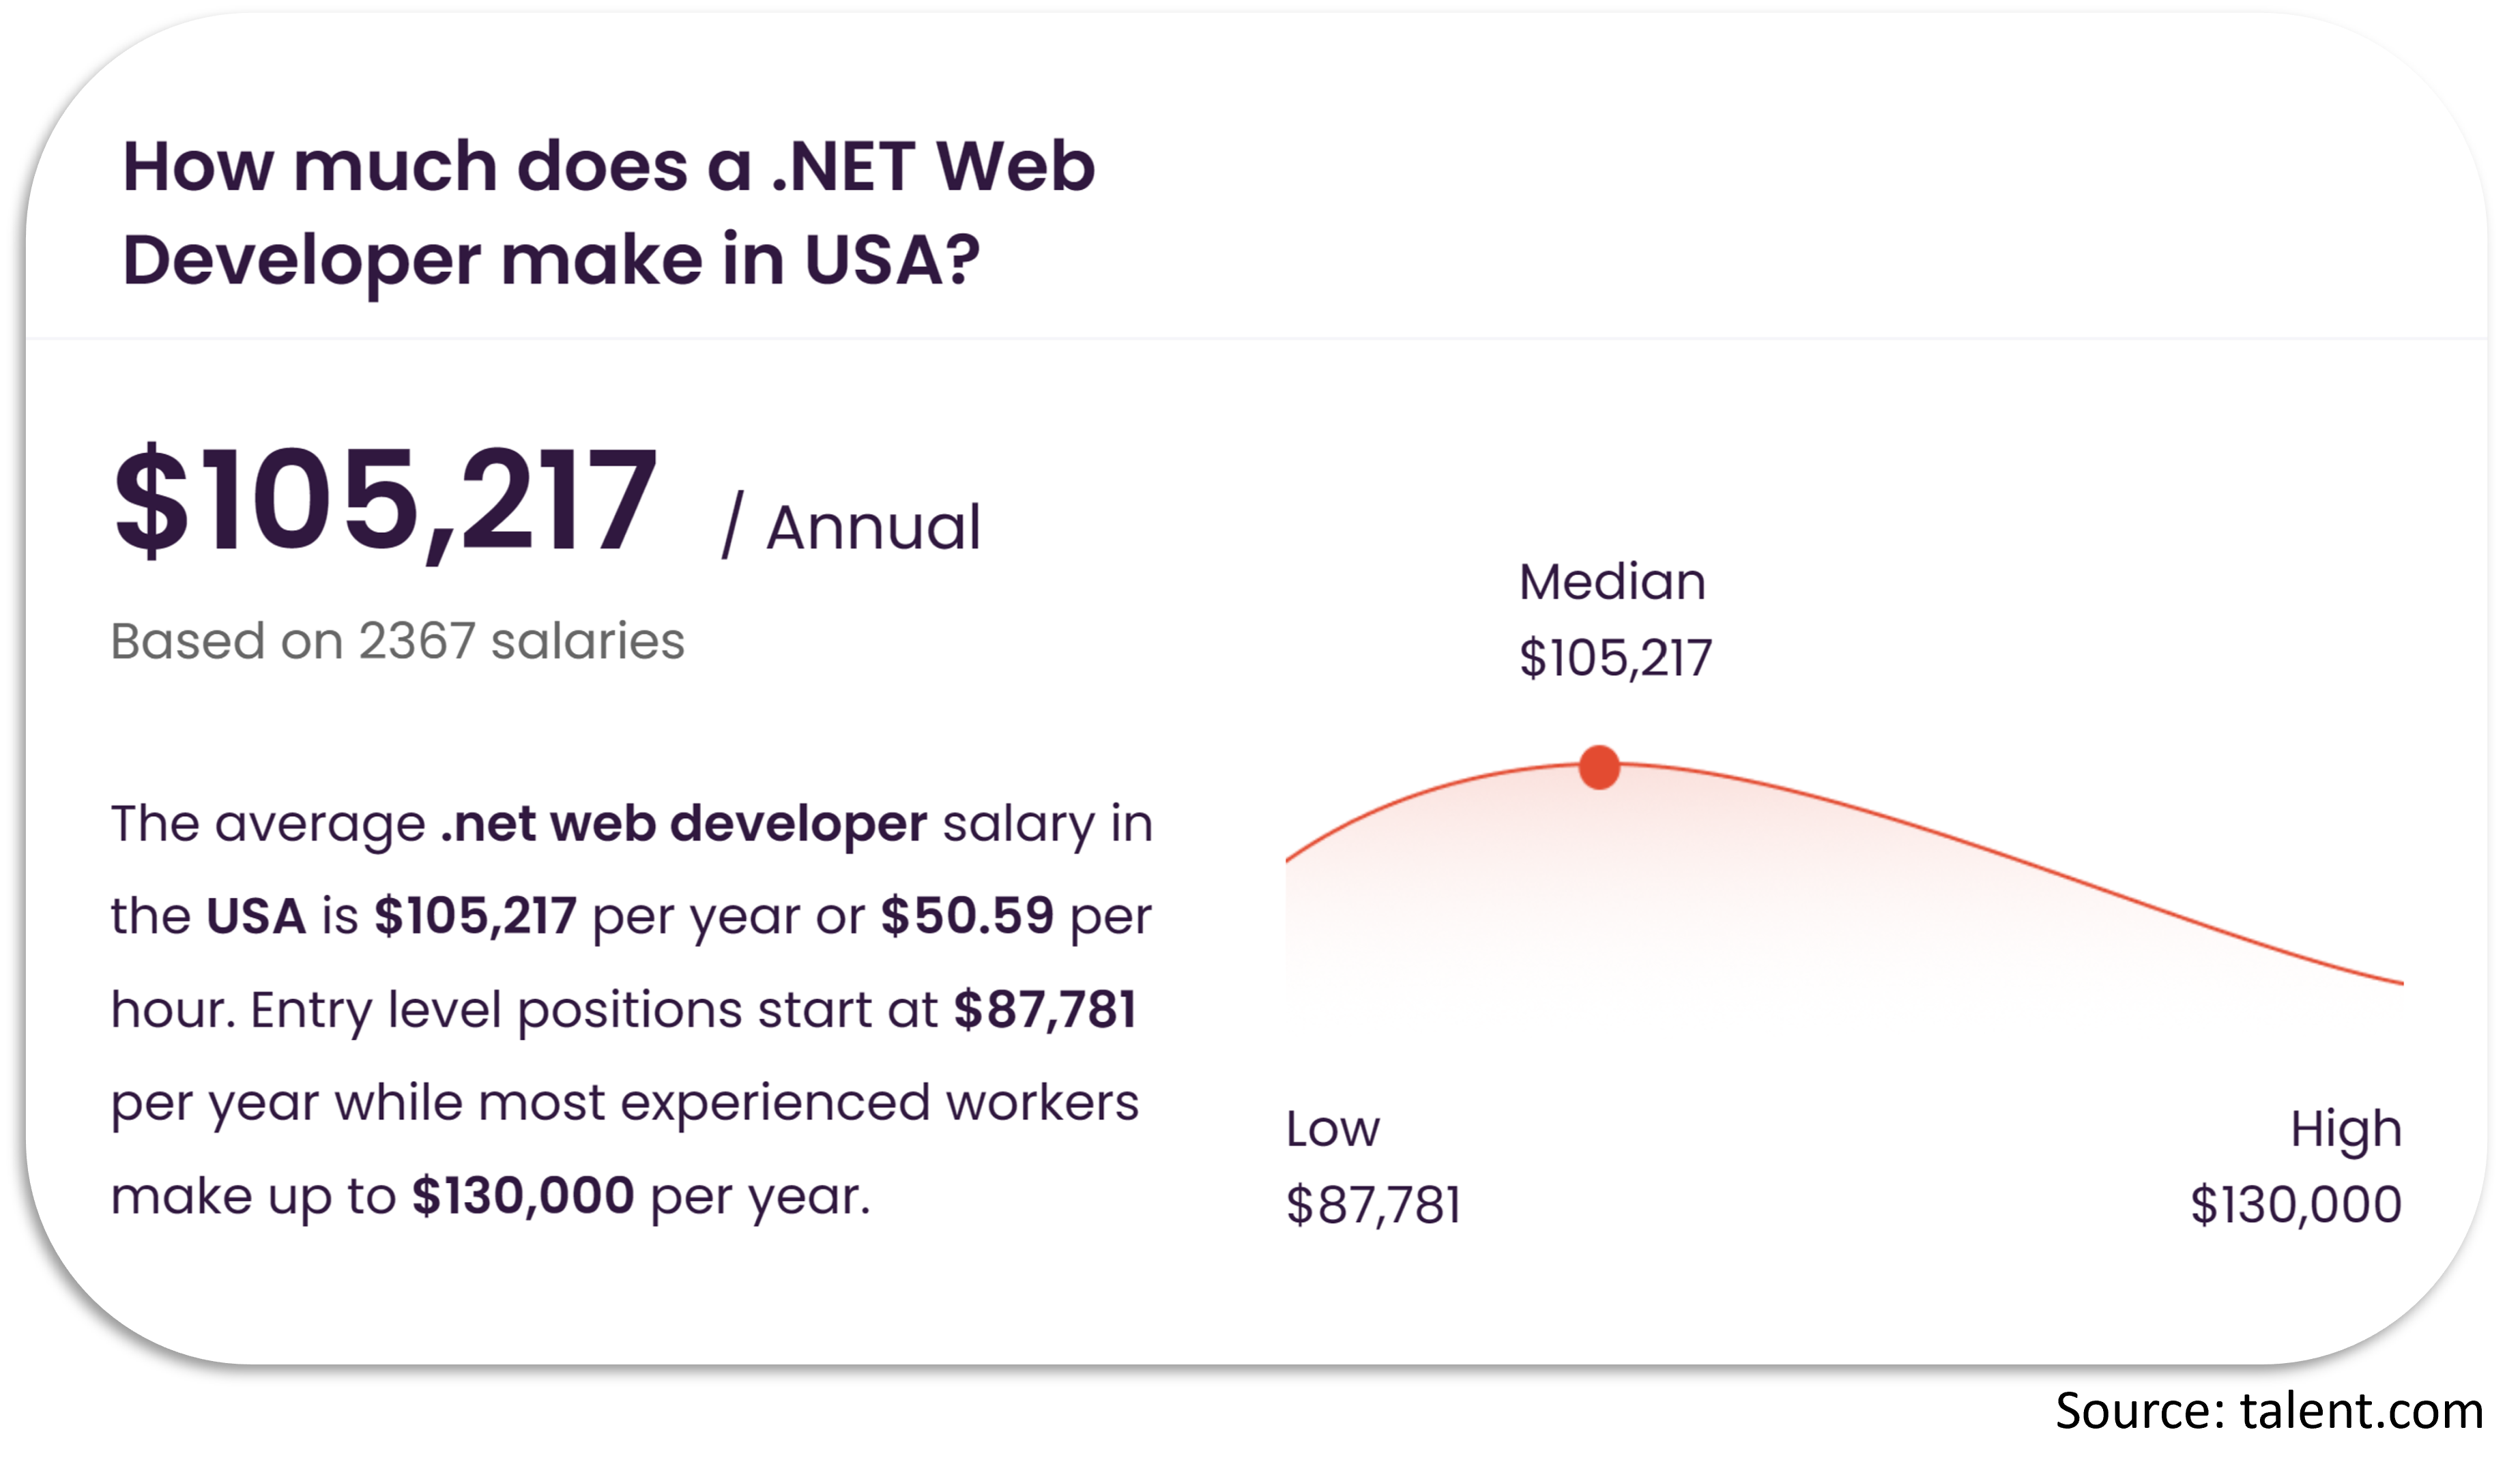 How much does a .NET Web
Developer make in USA?
$105,217 / Annual
Based on 2367 salaries
The average .net web developer salary in
the USA is $105,217 per year or $50.59 per
hour. Entry level positions start at $87,781
per year while most experienced workers
make up to $130,000 per year.
Median
$105,217
Low
$87,781
High
$130,000
Source: talent.com